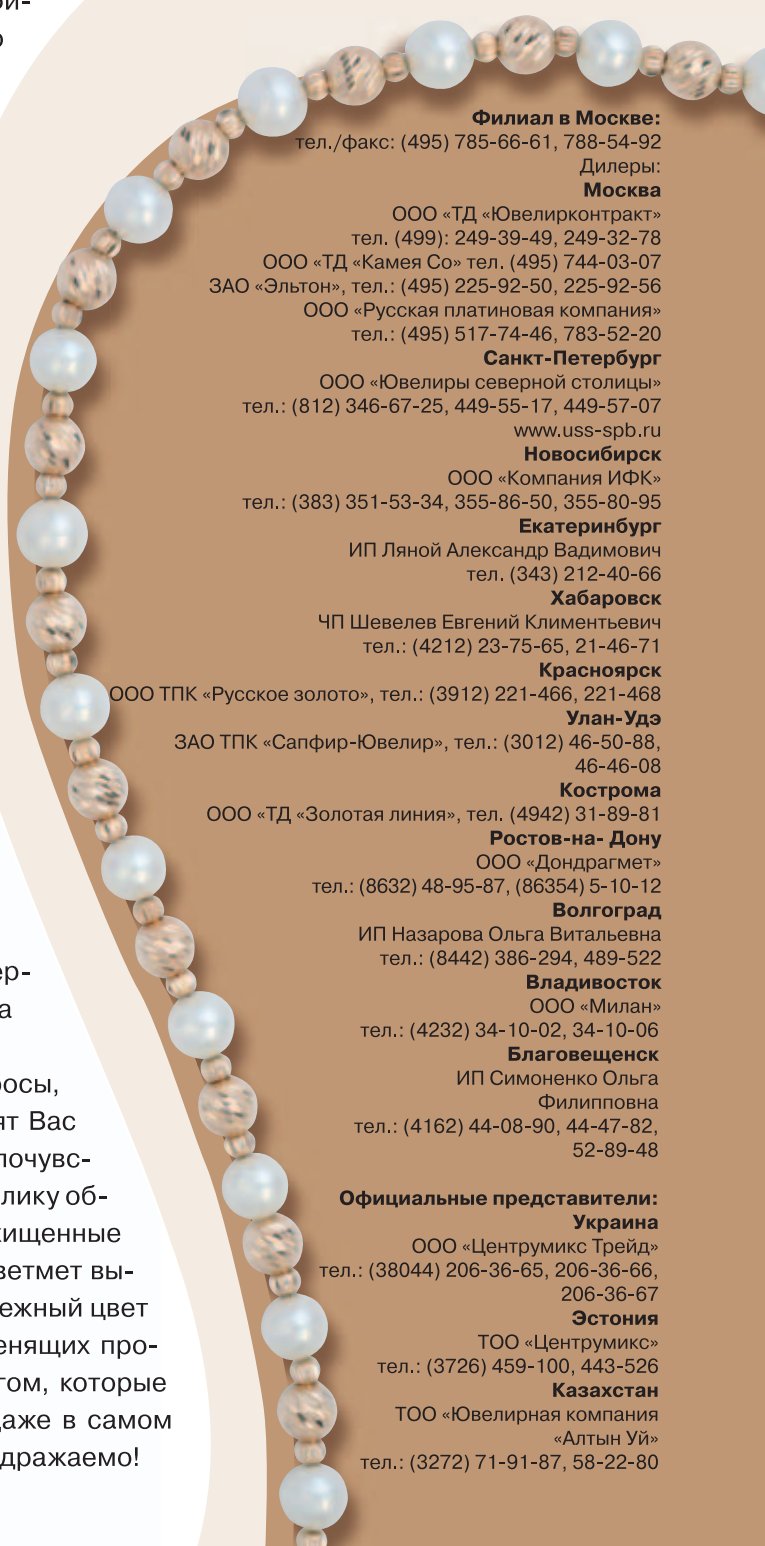 ои-
о
Филиал в Москве:
тел./факс: (495) 785-66-61, 788-54-92
Дилеры:
Москва
ООО «ТД «Ювелирконтракт»
тел. (499): 249-39-49, 249-32-78
ООО «ТД «Камея Со» тел. (495) 744-03-07
ЗАО «Эльтон», тел.: (495) 225-92-50, 225-92-56
ООО «Русская платиновая компания»
тел.: (495) 517-74-46, 783-52-20
Санкт-Петербург
ООО «Ювелиры северной столицы»
тел.: (812) 346-67-25, 449-55-17, 449-57-07
www.uss-spb.ru
Новосибирск
ООО «Компания ИФК»
тел.: (383) 351-53-34, 355-86-50, 355-80-95
Екатеринбург
ИП Ляной Александр Вадимович
тел. (343) 212-40-66
Хабаровск
ЧП Шевелев Евгений Климентьевич
тел.: (4212) 23-75-65, 21-46-71
Красноярск
ООО ТПК «Русское золото», тел.: (3912) 221-466, 221-468
Улан-Удэ
ЗАО ТПК «Сапфир-Ювелир», тел.: (3012) 46-50-88,
46-46-08
Кострома
ООО «ТД «Золотая линия», тел. (4942) 31-89-81
Ростов-на- Дону
ООО «Дондрагмет»
тел.: (8632) 48-95-87, (86354) 5-10-12
Волгоград
ИП Назарова Ольга Витальевна
тел.: (8442) 386-294, 489-522
Владивосток
ООО «Милан»
тел.: (4232) 34-10-02, 34-10-06
Благовещенск
ИП Симоненко Ольга
Филипповна
тел.: (4162) 44-08-90, 44-47-82,
52-89-48
Официальные представители:
Украина
ООО «Центрумикс Трейд»
тел.: (38044) 206-36-65, 206-36-66,
206-36-67
Эстония
ТОО «Центрумикс»
тел.: (3726) 459-100, 443-526
Казахстан
ТОО «Ювелирная компания
«Алтын Уй»
тел.: (3272) 71-91-87, 58-22-80
ер-
а
росы,
ят Вас
почувс-
лику об-
хищенные
ветмет вы-
ежный цвет
енящих про-
гом, которые
даже в самом
дражаемо!